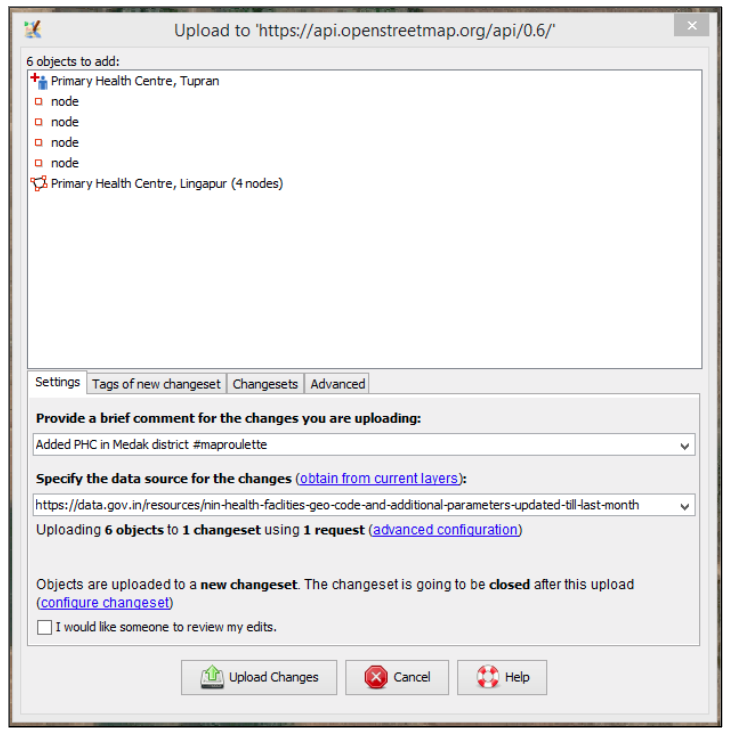 Upload to 'https://api.openstreetmap.org/api/0.6/'
6 objects to add:
Primary Health Centre, Tupran
node
node
node
node
Primary Health Centre, Lingapur (4 nodes)
Settings Tags of new changeset Changesets Advanced
Provide a brief comment for the changes you are uploading:
Added PHC in Medak district #maproulette
Specify the data source for the changes (obtain from current layers):
https://data.gov.in/resources/nin-health-faclities-geo-code-and-additional-parameters-updated-till-last-month
Uploading 6 objects to 1 changeset using 1 request (advanced configuration)
Objects are uploaded to a new changeset. The changeset is going to be closed after this upload
(configure changeset)
I would like someone to review my edits.
Upload Changes Cancel Help